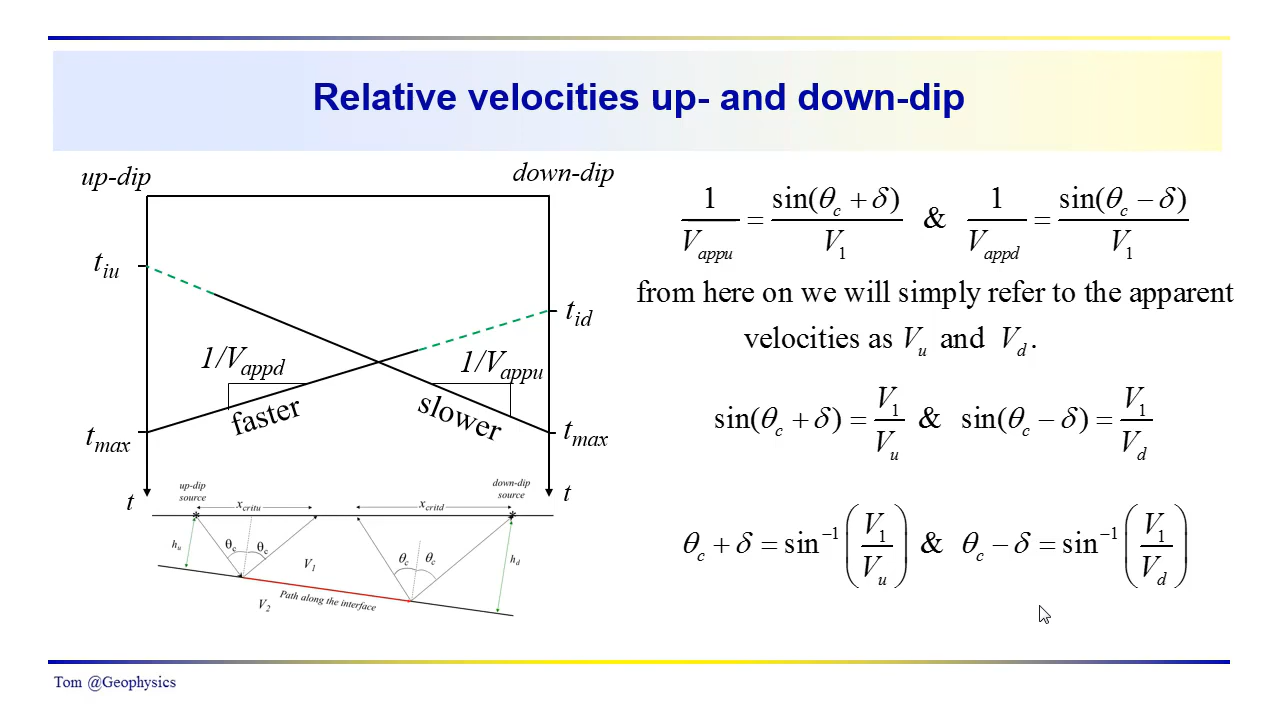 Relative velocities up- and down-dip
up-dip
down-dip
t_iu
t_id
1/V_appd
1/V_appu
faster
slower
t_max
t_max
t
t
up-dip
source
x_critu
x_critd
down-dip
source
h_u
θ_c
θ_c
θ_c
θ_c
h_d
V_1
V_2
Path along the interface
1/V_appu = sin(θ_c + δ)/V_1 & 1/V_appd = sin(θ_c − δ)/V_1
from here on we will simply refer to the apparent
velocities as V_u and V_d.
sin(θ_c + δ) = V_1/V_u & sin(θ_c − δ) = V_1/V_d
θ_c + δ = sin⁻¹(V_1/V_u) & θ_c − δ = sin⁻¹(V_1/V_d)
Tom @Geophysics